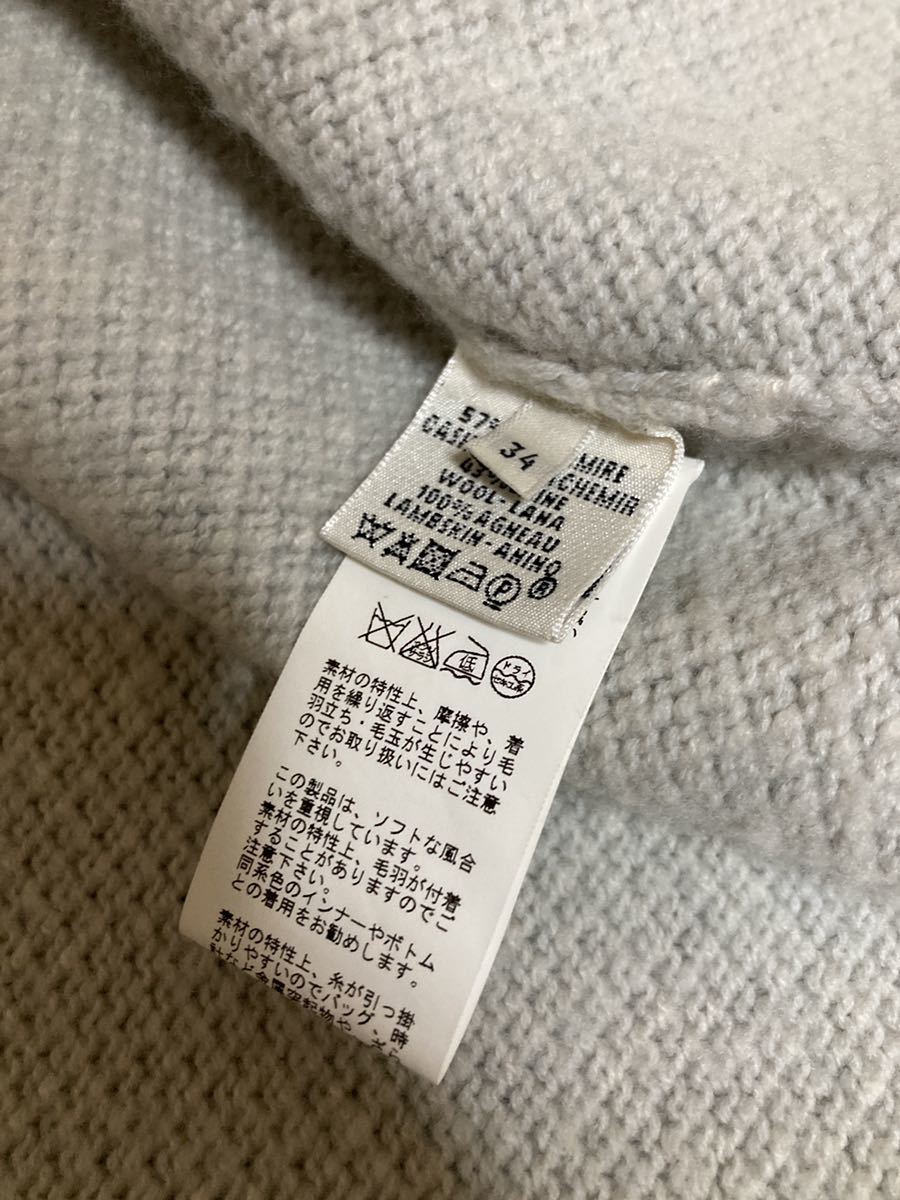 34
MIRE
CHEMIR
WOOL-LANA
100% AGNEAU
LAMBSKIN-ANINO
P
®
低
ドライ
素材の特性上、摩擦や、着
用を繰り返すことにより毛
羽立ち・毛玉が生じやすい
のでお取り扱いにはご注意
下さい。
この製品は、ソフトな風合
いを重視しています。
素材の特性上、毛羽が付着
することがありますのでご
注意下さい。
同系色のインナーやボトム
との着用をお勧めします。
素材の特性上、糸が引っ掛
かりやすいのでバッグ、時